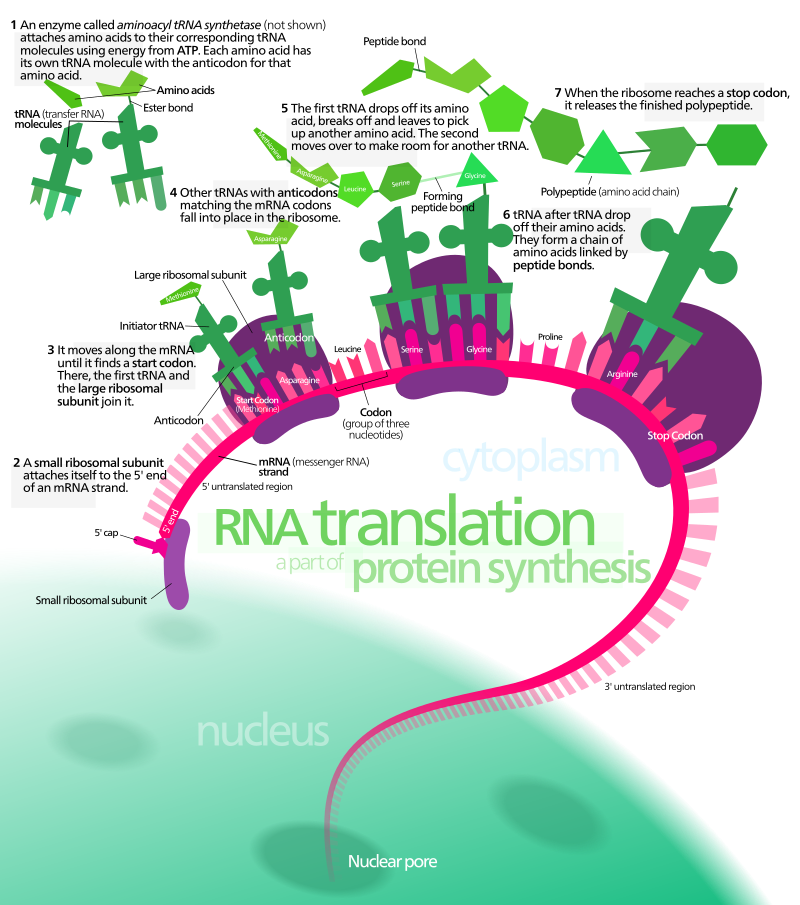 1 An enzyme called aminoacyl tRNA synthetase (not shown)
attaches amino acids to their corresponding tRNA
molecules using energy from ATP. Each amino acid has
its own tRNA molecule with the anticodon for that
amino acid.
Amino acids
Ester bond
tRNA (transfer RNA)
molecules
Peptide bond
7 When the ribosome reaches a stop codon,
it releases the finished polypeptide.
5 The first tRNA drops off its amino
acid, breaks off and leaves to pick
up another amino acid. The second
moves over to make room for another tRNA.
Methionine
Asparagine
Leucine
Serine
Glycine
Forming
peptide bond
Polypeptide (amino acid chain)
4 Other tRNAs with anticodons
matching the mRNA codons
fall into place in the ribosome.
6 tRNA after tRNA drop
off their amino acids.
They form a chain of
amino acids linked by
peptide bonds.
Asparagine
Large ribosomal subunit
Methionine
Initiator tRNA
Anticodon
3 It moves along the mRNA
until it finds a start codon.
There, the first tRNA and
the large ribosomal
subunit join it.
Leucine
Serine
Glycine
Proline
Arginine
Asparagine
Start Codon
(Methionine)
Anticodon
Codon
(group of three
nucleotides)
Stop Codon
2 A small ribosomal subunit
attaches itself to the 5' end
of an mRNA strand.
mRNA (messenger RNA)
strand
5' untranslated region
cytoplasm
5' end
5' cap
RNA translation
a part of protein synthesis
Small ribosomal subunit
3' untranslated region
nucleus
Nuclear pore